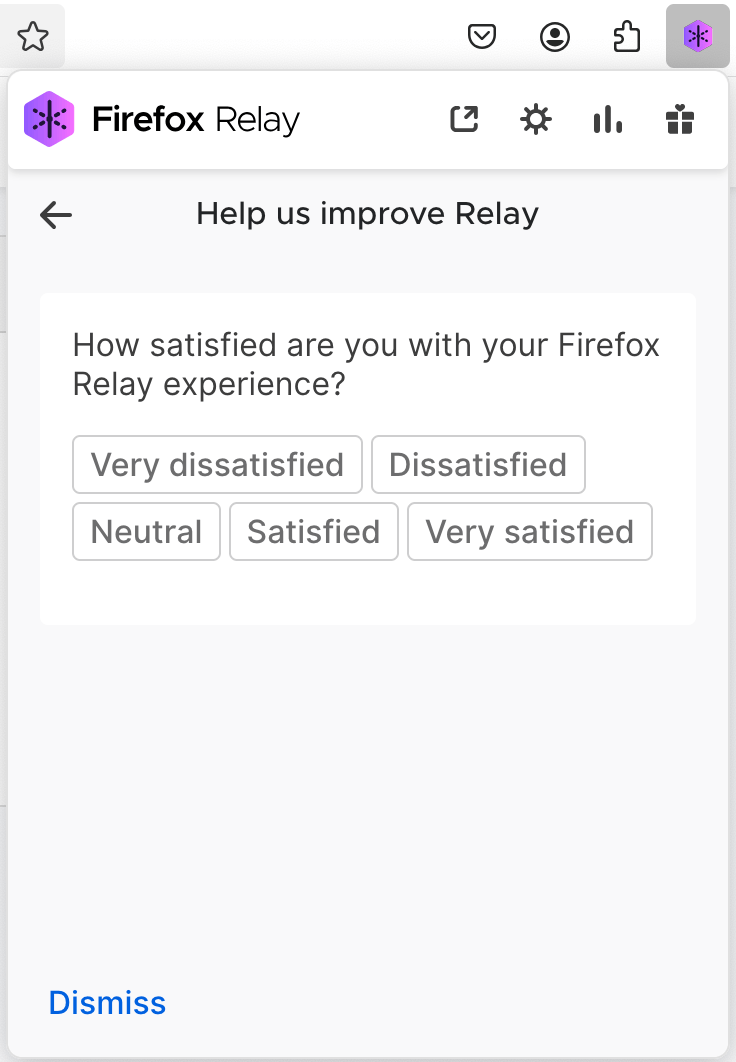 Firefox Relay
Help us improve Relay
How satisfied are you with your Firefox
Relay experience?
Very dissatisfied Dissatisfied
Neutral Satisfied Very satisfied
Dismiss